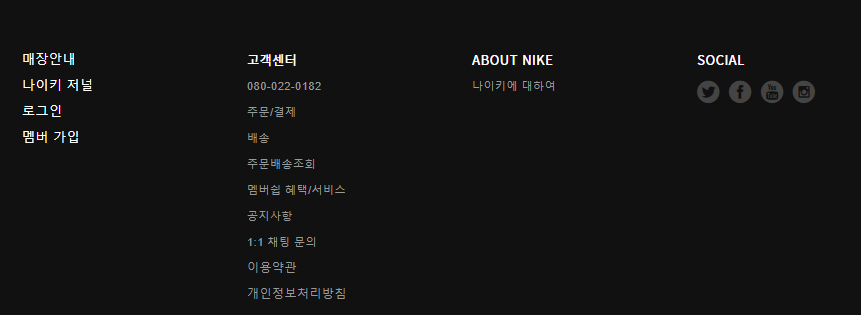 매장안내
나이키 저널
로그인
멤버 가입
고객센터
080-022-0182
주문/결제
배송
주문배송조회
멤버쉽 혜택/서비스
공지사항
1:1 채팅 문의
이용약관
개인정보처리방침
ABOUT NIKE
나이키에 대하여
SOCIAL